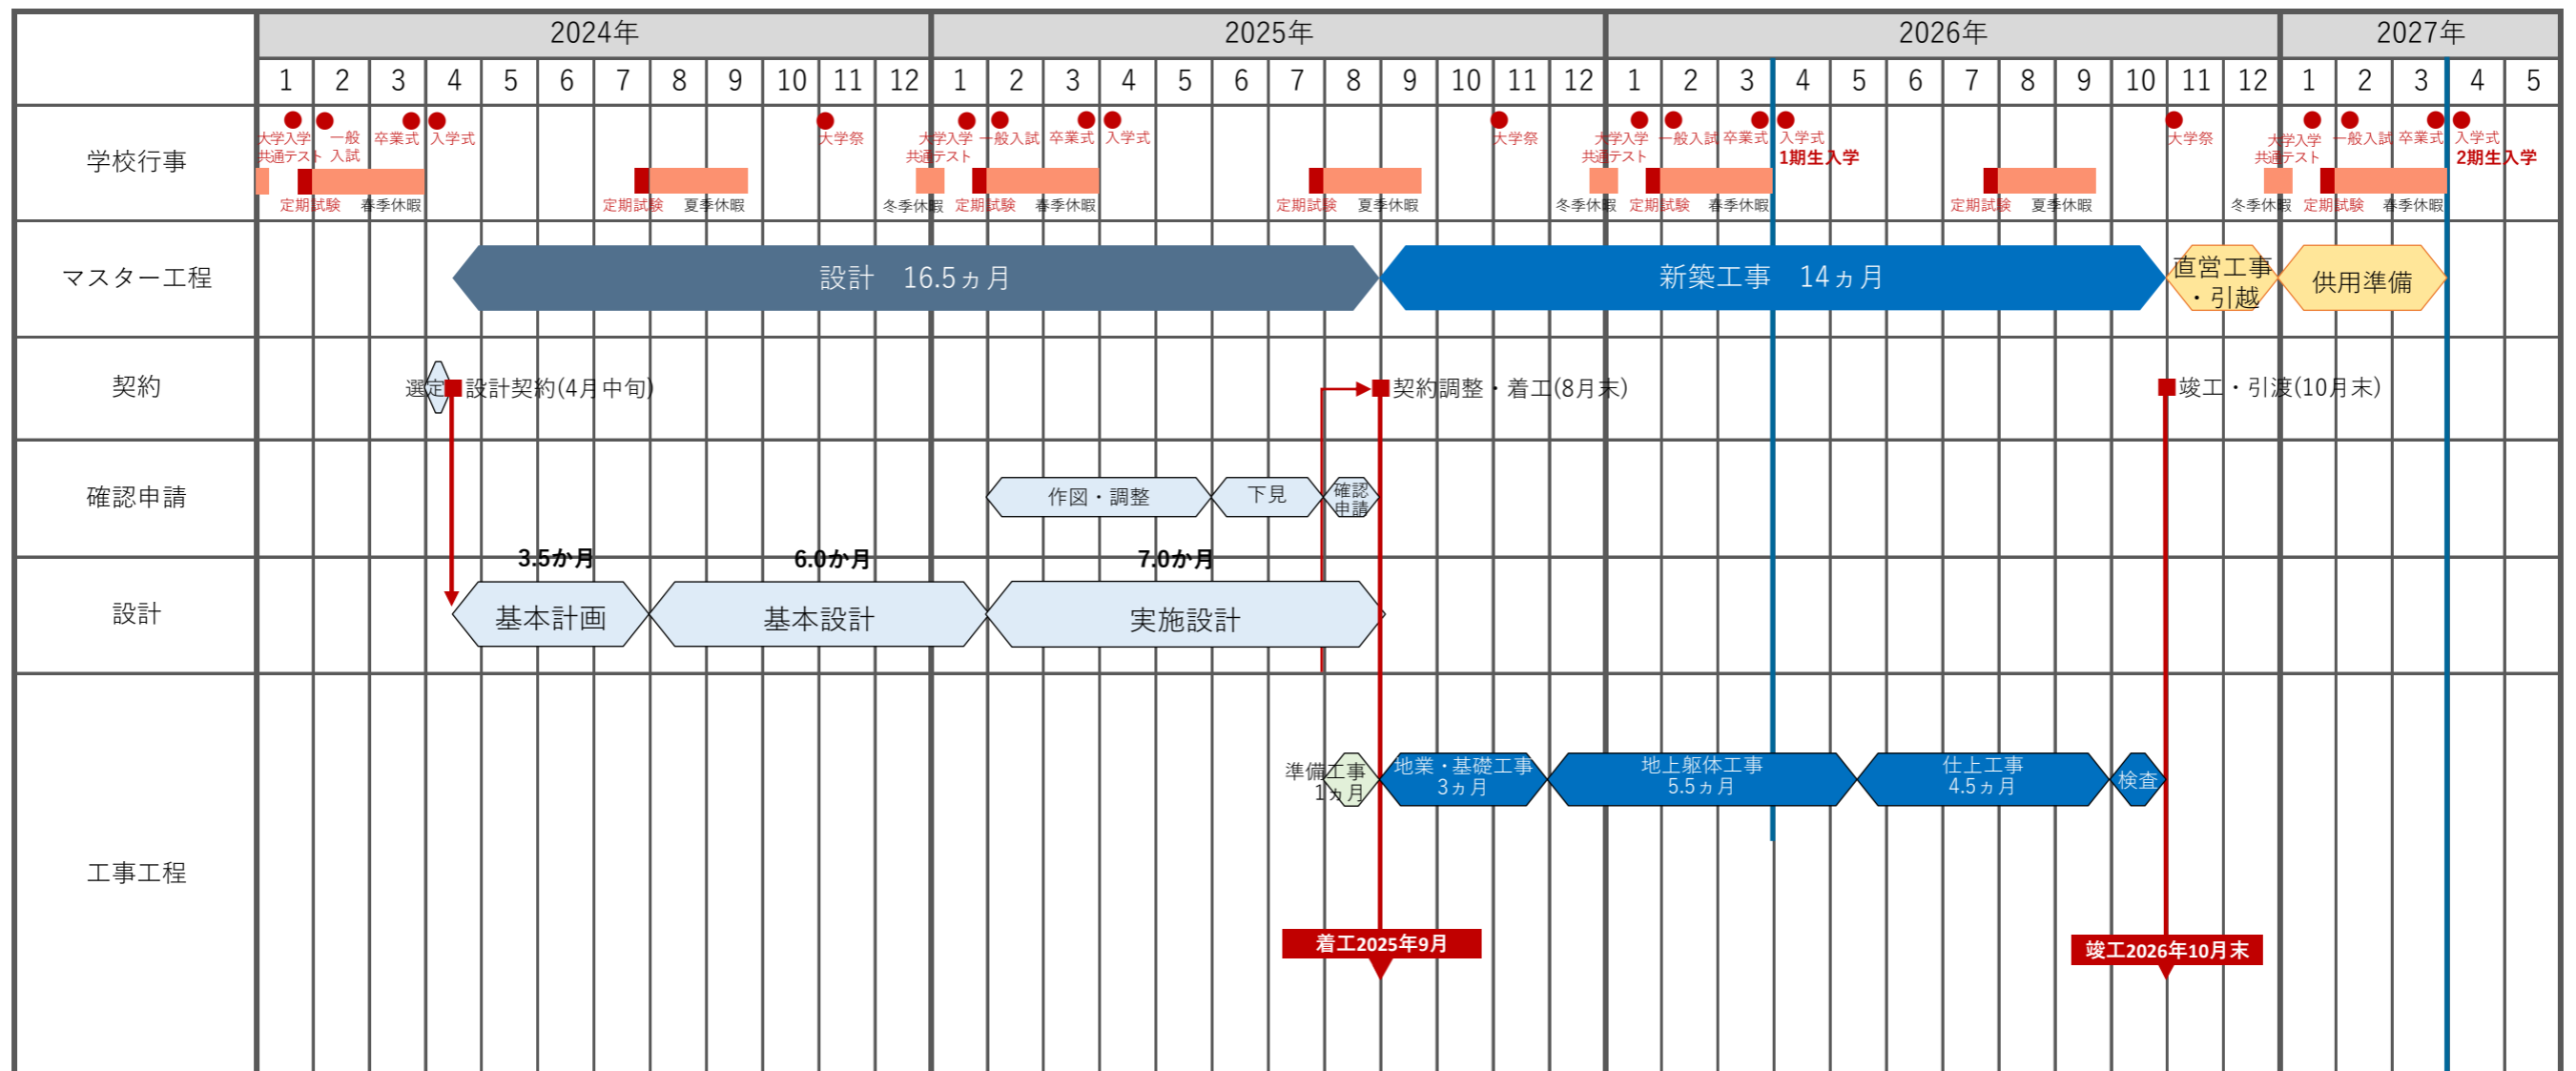 2024年 2025年 2026年 2027年
1 2 3 4 5 6 7 8 9 10 11 12 1 2 3 4 5 6 7 8 9 10 11 12 1 2 3 4 5 6 7 8 9 10 11 12 1 2 3 4 5
学校行事
大学入学
共通テスト
一般
入試
卒業式
入学式
大学祭
大学入学
共通テスト
一般入試
卒業式
入学式
大学祭
大学入学
共通テスト
一般入試
卒業式
入学式
1期生入学
大学祭
大学入学
共通テスト
一般入試
卒業式
入学式
2期生入学
定期試験 春季休暇 定期試験 夏季休暇 冬季休暇 定期試験 春季休暇 定期試験 夏季休暇 冬季休暇 定期試験 春季休暇 定期試験 夏季休暇 冬季休暇 定期試験 春季休暇
マスター工程
設計 16.5ヵ月
新築工事 14ヵ月
直営工事
・引越
供用準備
契約
選定
設計契約(4月中旬)
契約調整・着工(8月末)
竣工・引渡(10月末)
確認申請
作図・調整
下見
確認
申請
設計
3.5か月 6.0か月 7.0か月
基本計画 基本設計 実施設計
工事工程
準備工事
1ヵ月
地業・基礎工事
3ヵ月
地上躯体工事
5.5ヵ月
仕上工事
4.5ヵ月
検査
着工2025年9月
竣工2026年10月末